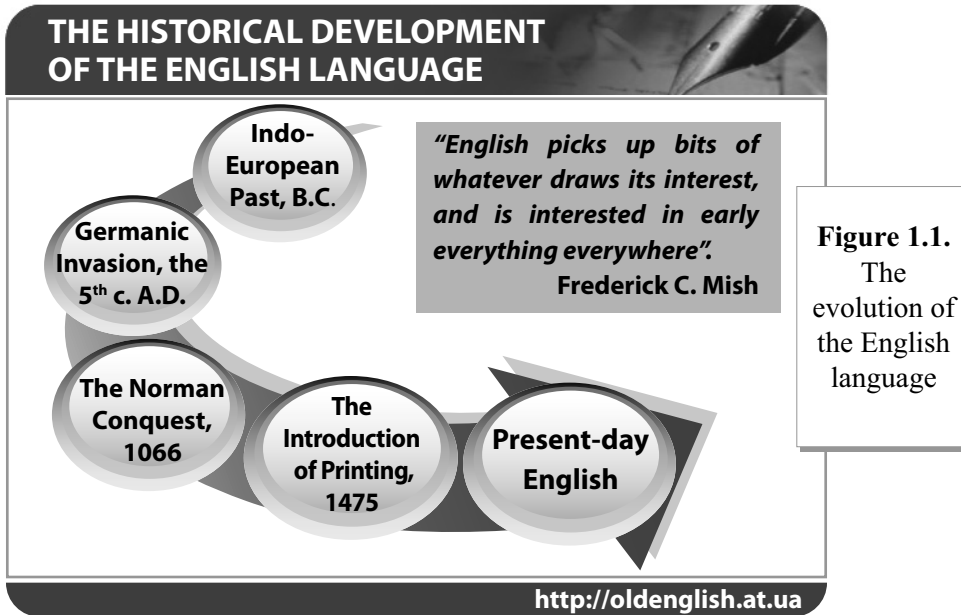 THE HISTORICAL DEVELOPMENT
OF THE ENGLISH LANGUAGE
Indo-
European
Past, B.C.
Germanic
Invasion, the
5th c. A.D.
The Norman
Conquest,
1066
The
Introduction
of Printing,
1475
Present-day
English
“English picks up bits of
whatever draws its interest,
and is interested in early
everything everywhere”.
Frederick C. Mish
Figure 1.1.
The
evolution of
the English
language
http://oldenglish.at.ua